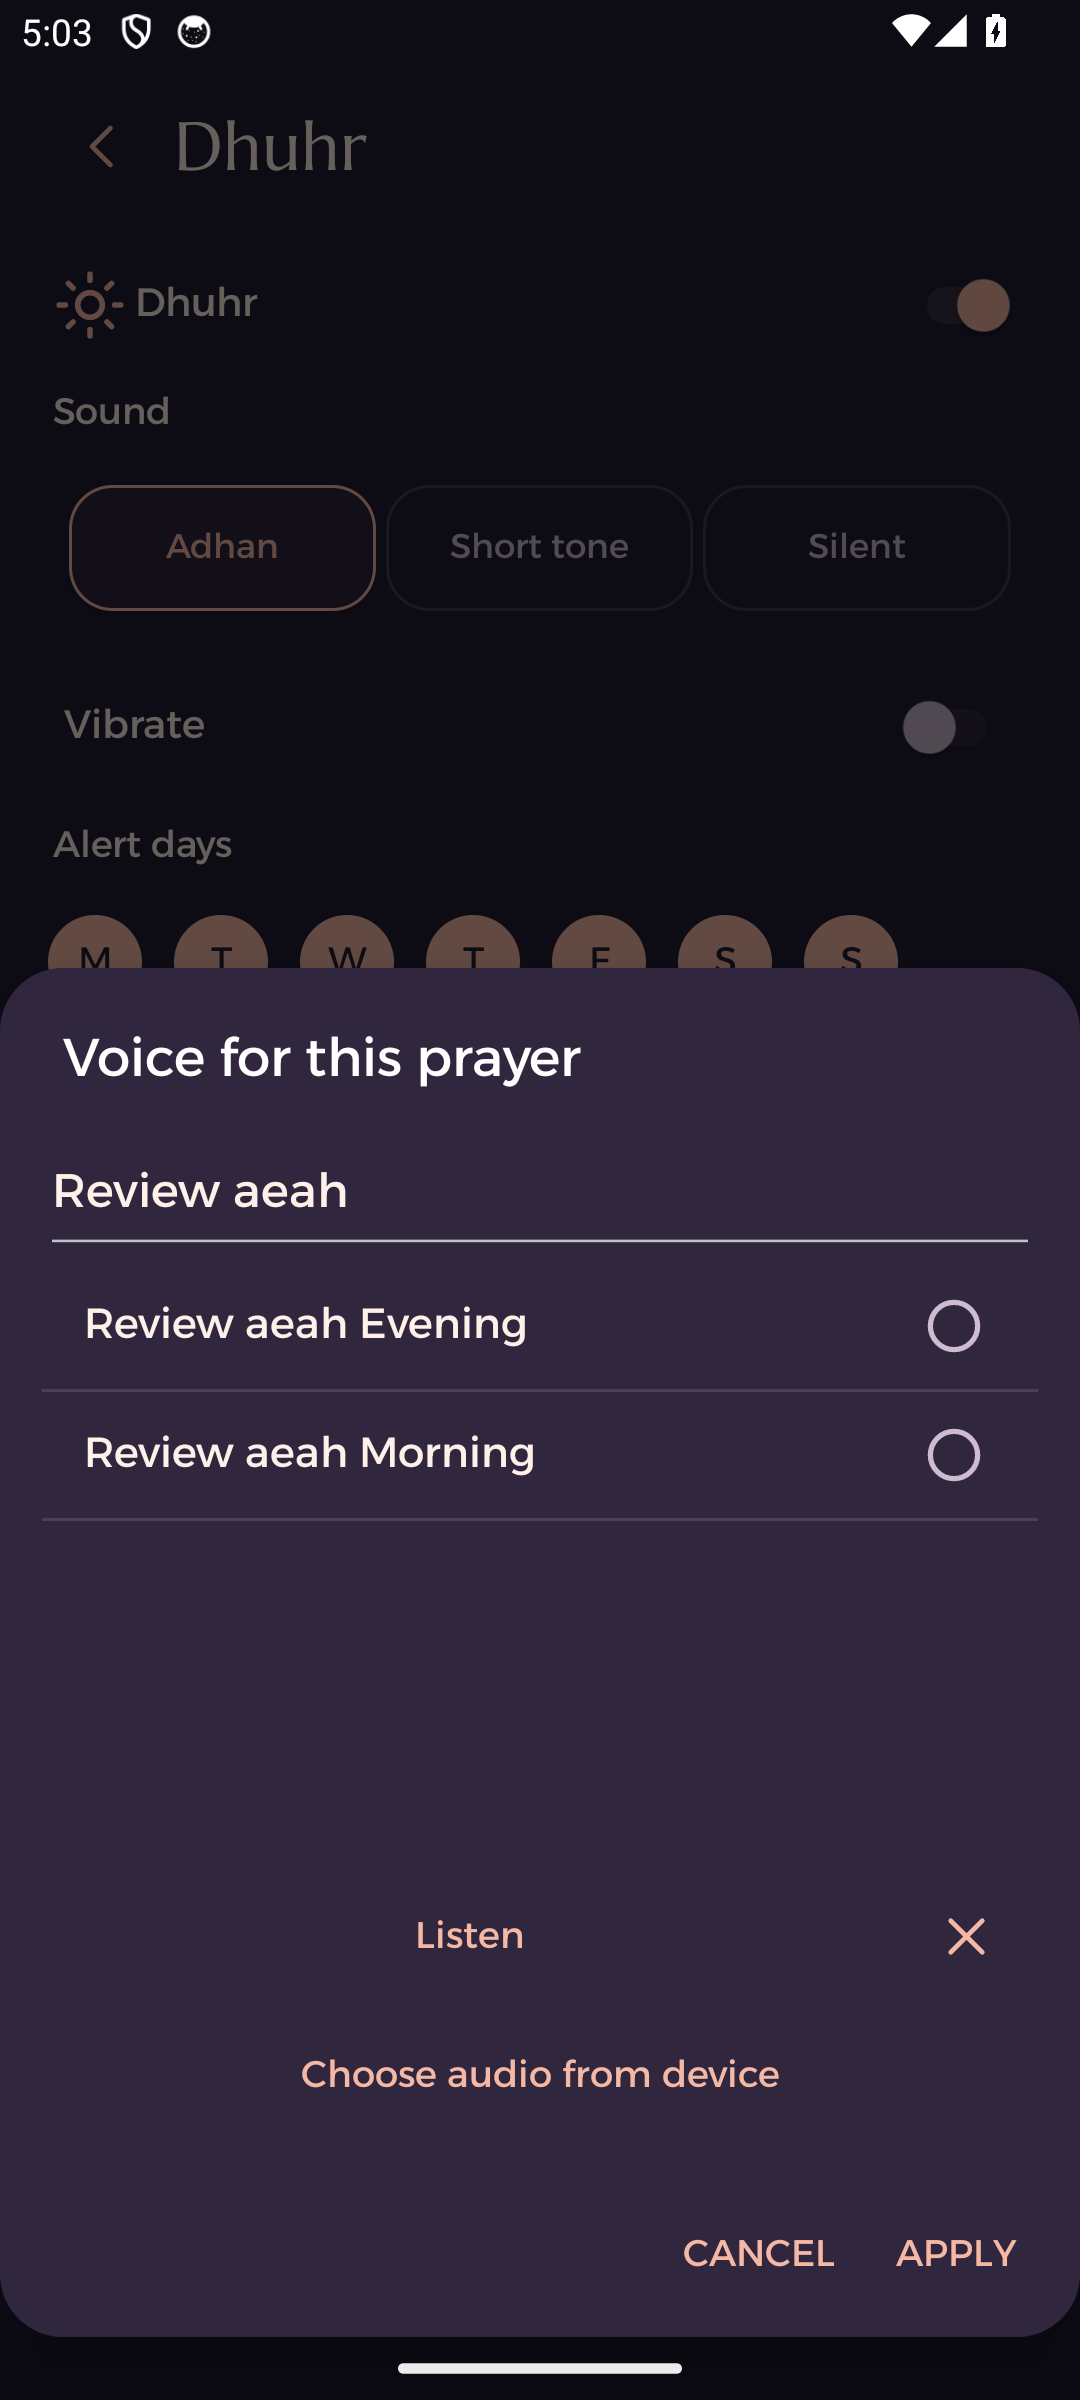 5:03
Dhuhr
Dhuhr
Sound
Adhan Short tone Silent
Vibrate
Alert days
M T W T F S S
Voice for this prayer
Review aeah
Review aeah Evening
Review aeah Morning
Listen
Choose audio from device
CANCEL APPLY